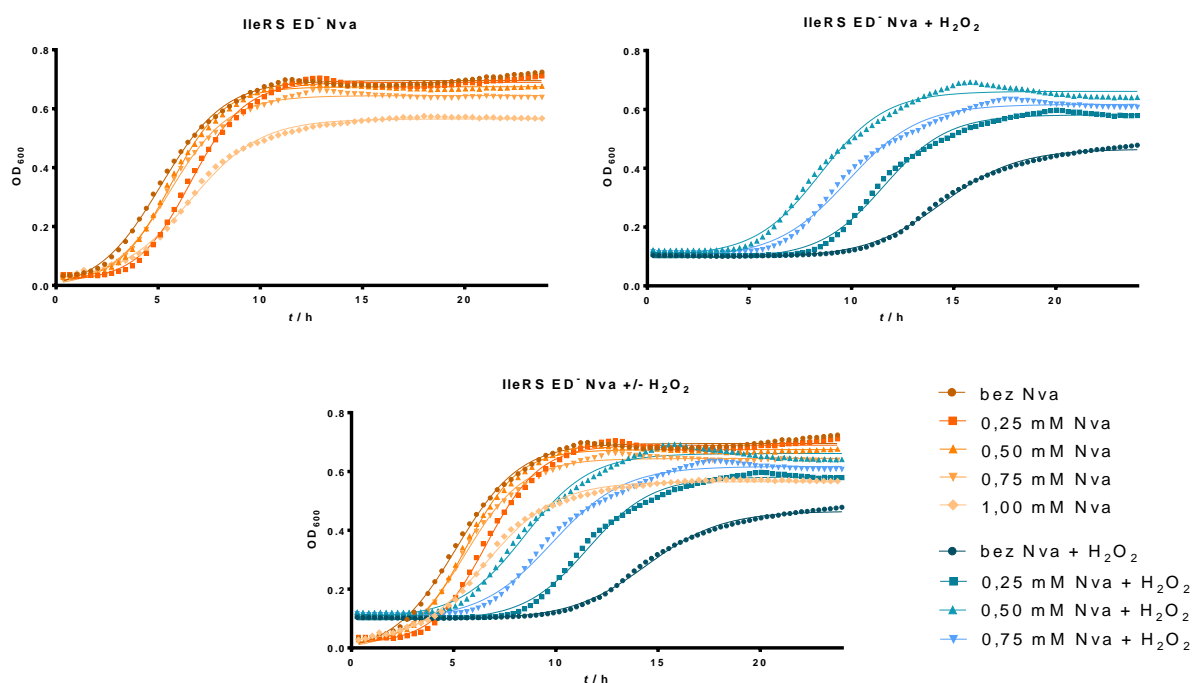 IleRS ED⁻ Nva
0.8
0.6
0.4
0.2
0.0
OD₆₀₀
0
5
10
15
20
t / h
IleRS ED⁻ Nva + H₂O₂
0.8
0.6
0.4
0.2
0.0
OD₆₀₀
0
5
10
15
20
t / h
IleRS ED⁻ Nva +/- H₂O₂
0.8
0.6
0.4
0.2
0.0
OD₆₀₀
0
5
10
15
20
t / h
bez Nva
0,25 mM Nva
0,50 mM Nva
0,75 mM Nva
1,00 mM Nva
bez Nva + H₂O₂
0,25 mM Nva + H₂O₂
0,50 mM Nva + H₂O₂
0,75 mM Nva + H₂O₂